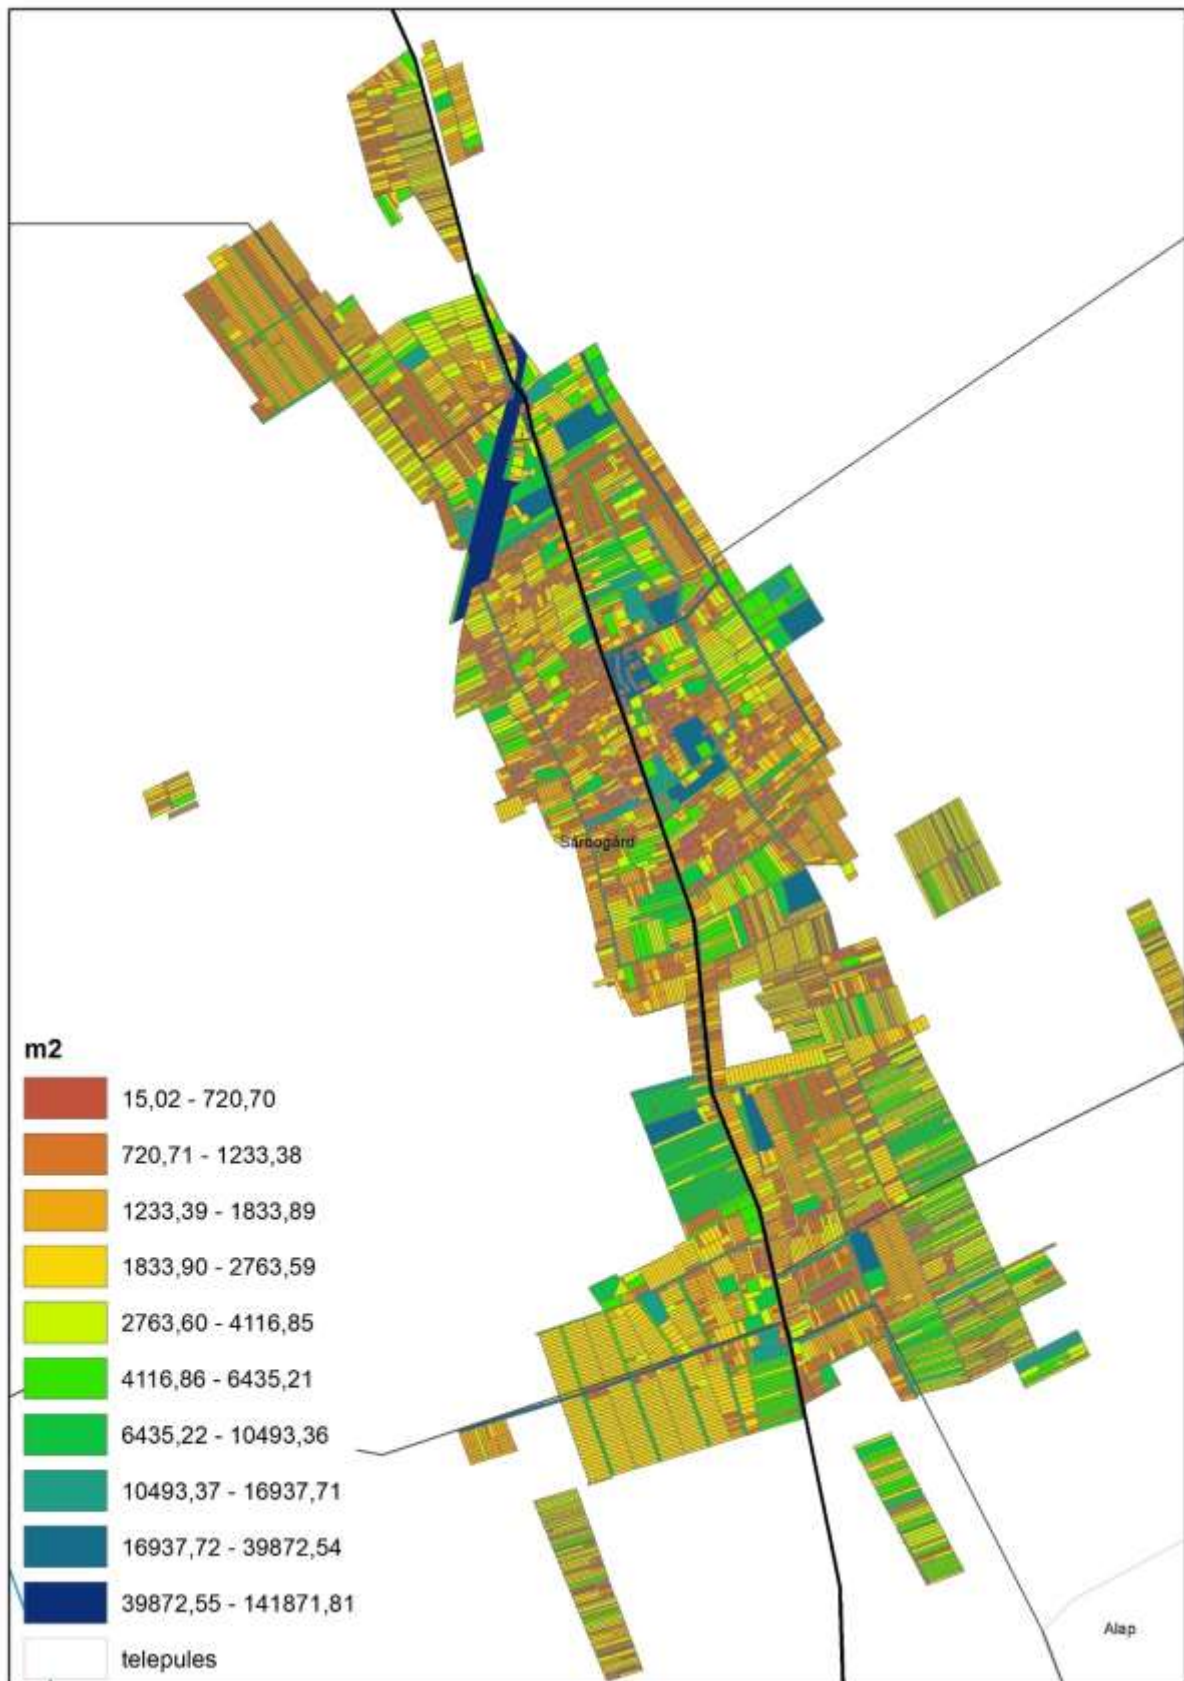 Sárbogárd
m2
15,02 - 720,70
720,71 - 1233,38
1233,39 - 1833,89
1833,90 - 2763,59
2763,60 - 4116,85
4116,86 - 6435,21
6435,22 - 10493,36
10493,37 - 16937,71
16937,72 - 39872,54
39872,55 - 141871,81
telepules
Alap